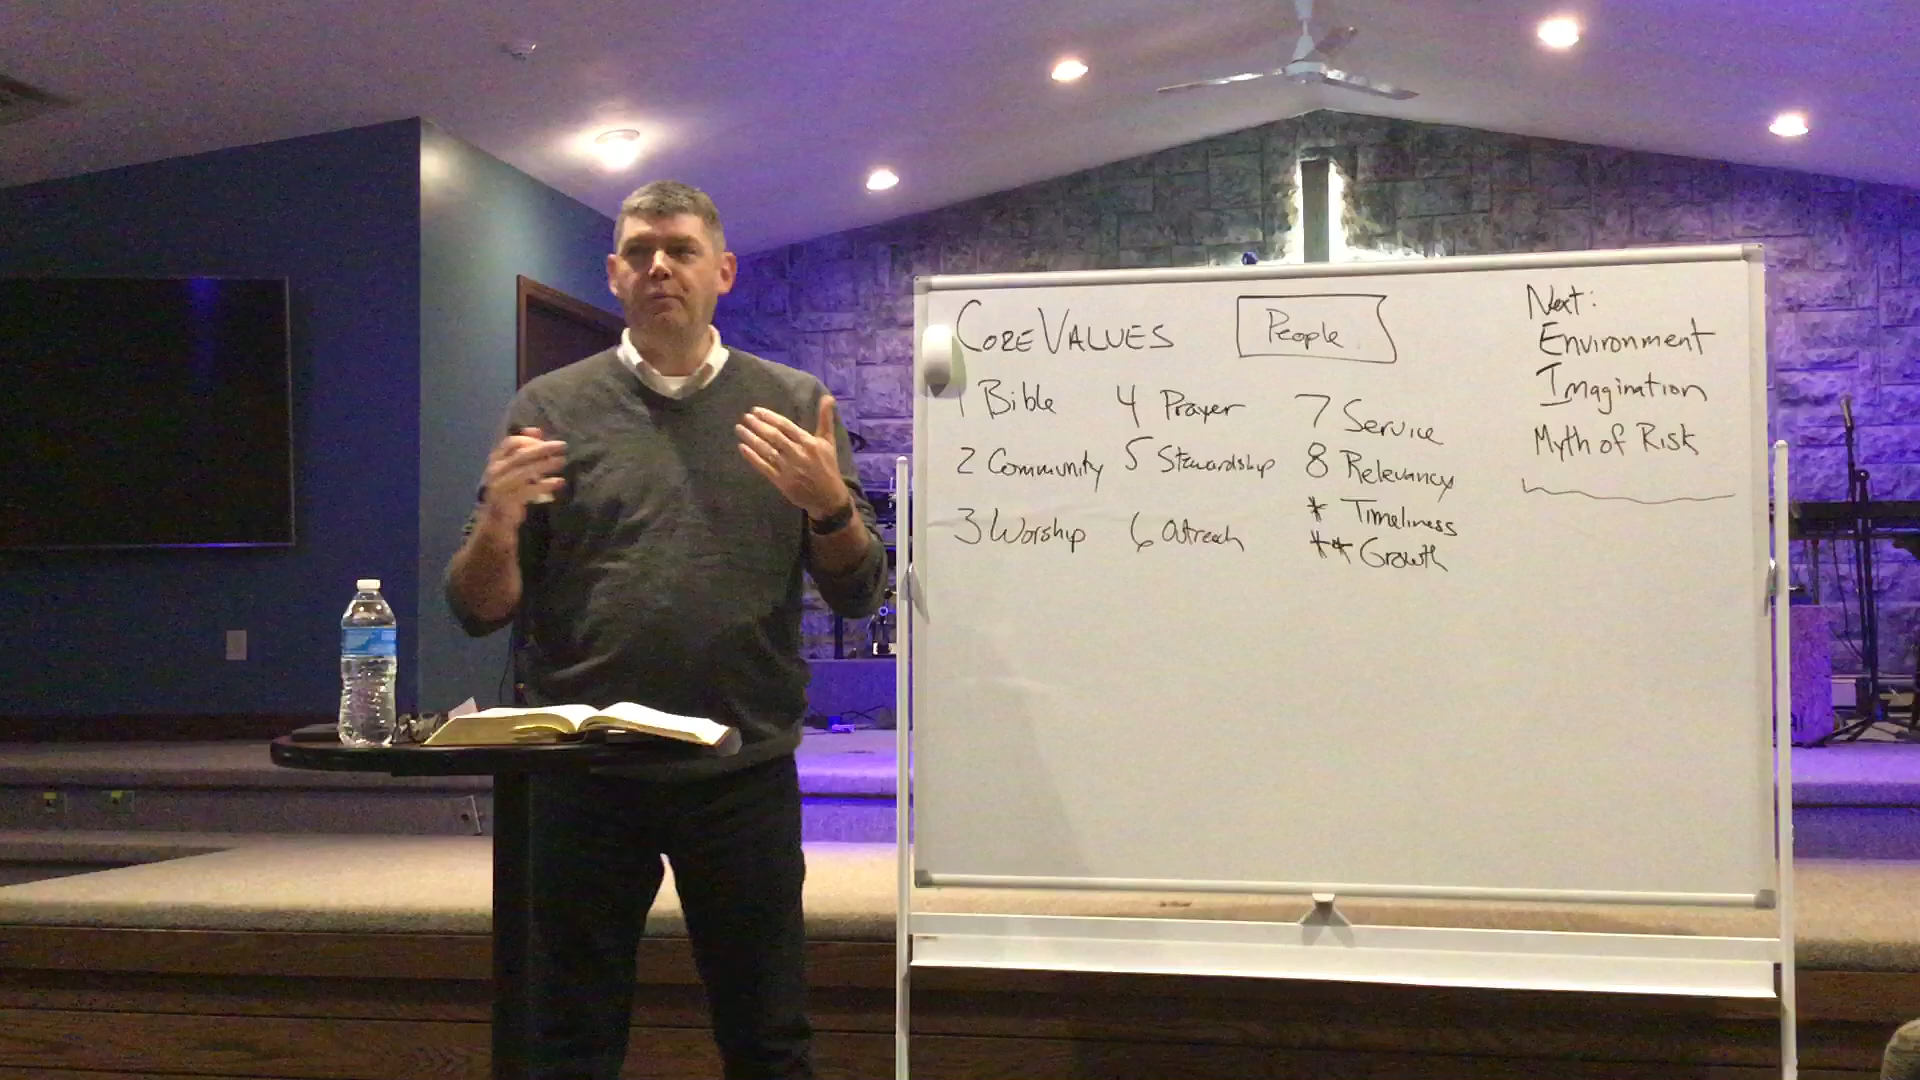 Core Values
People
1 Bible
2 Community
3 Worship
4 Prayer
5 Stewardship
6 Outreach
7 Service
8 Relevancy
* Timeliness
** Growth
Next:
Environment
Imagination
Myth of Risk